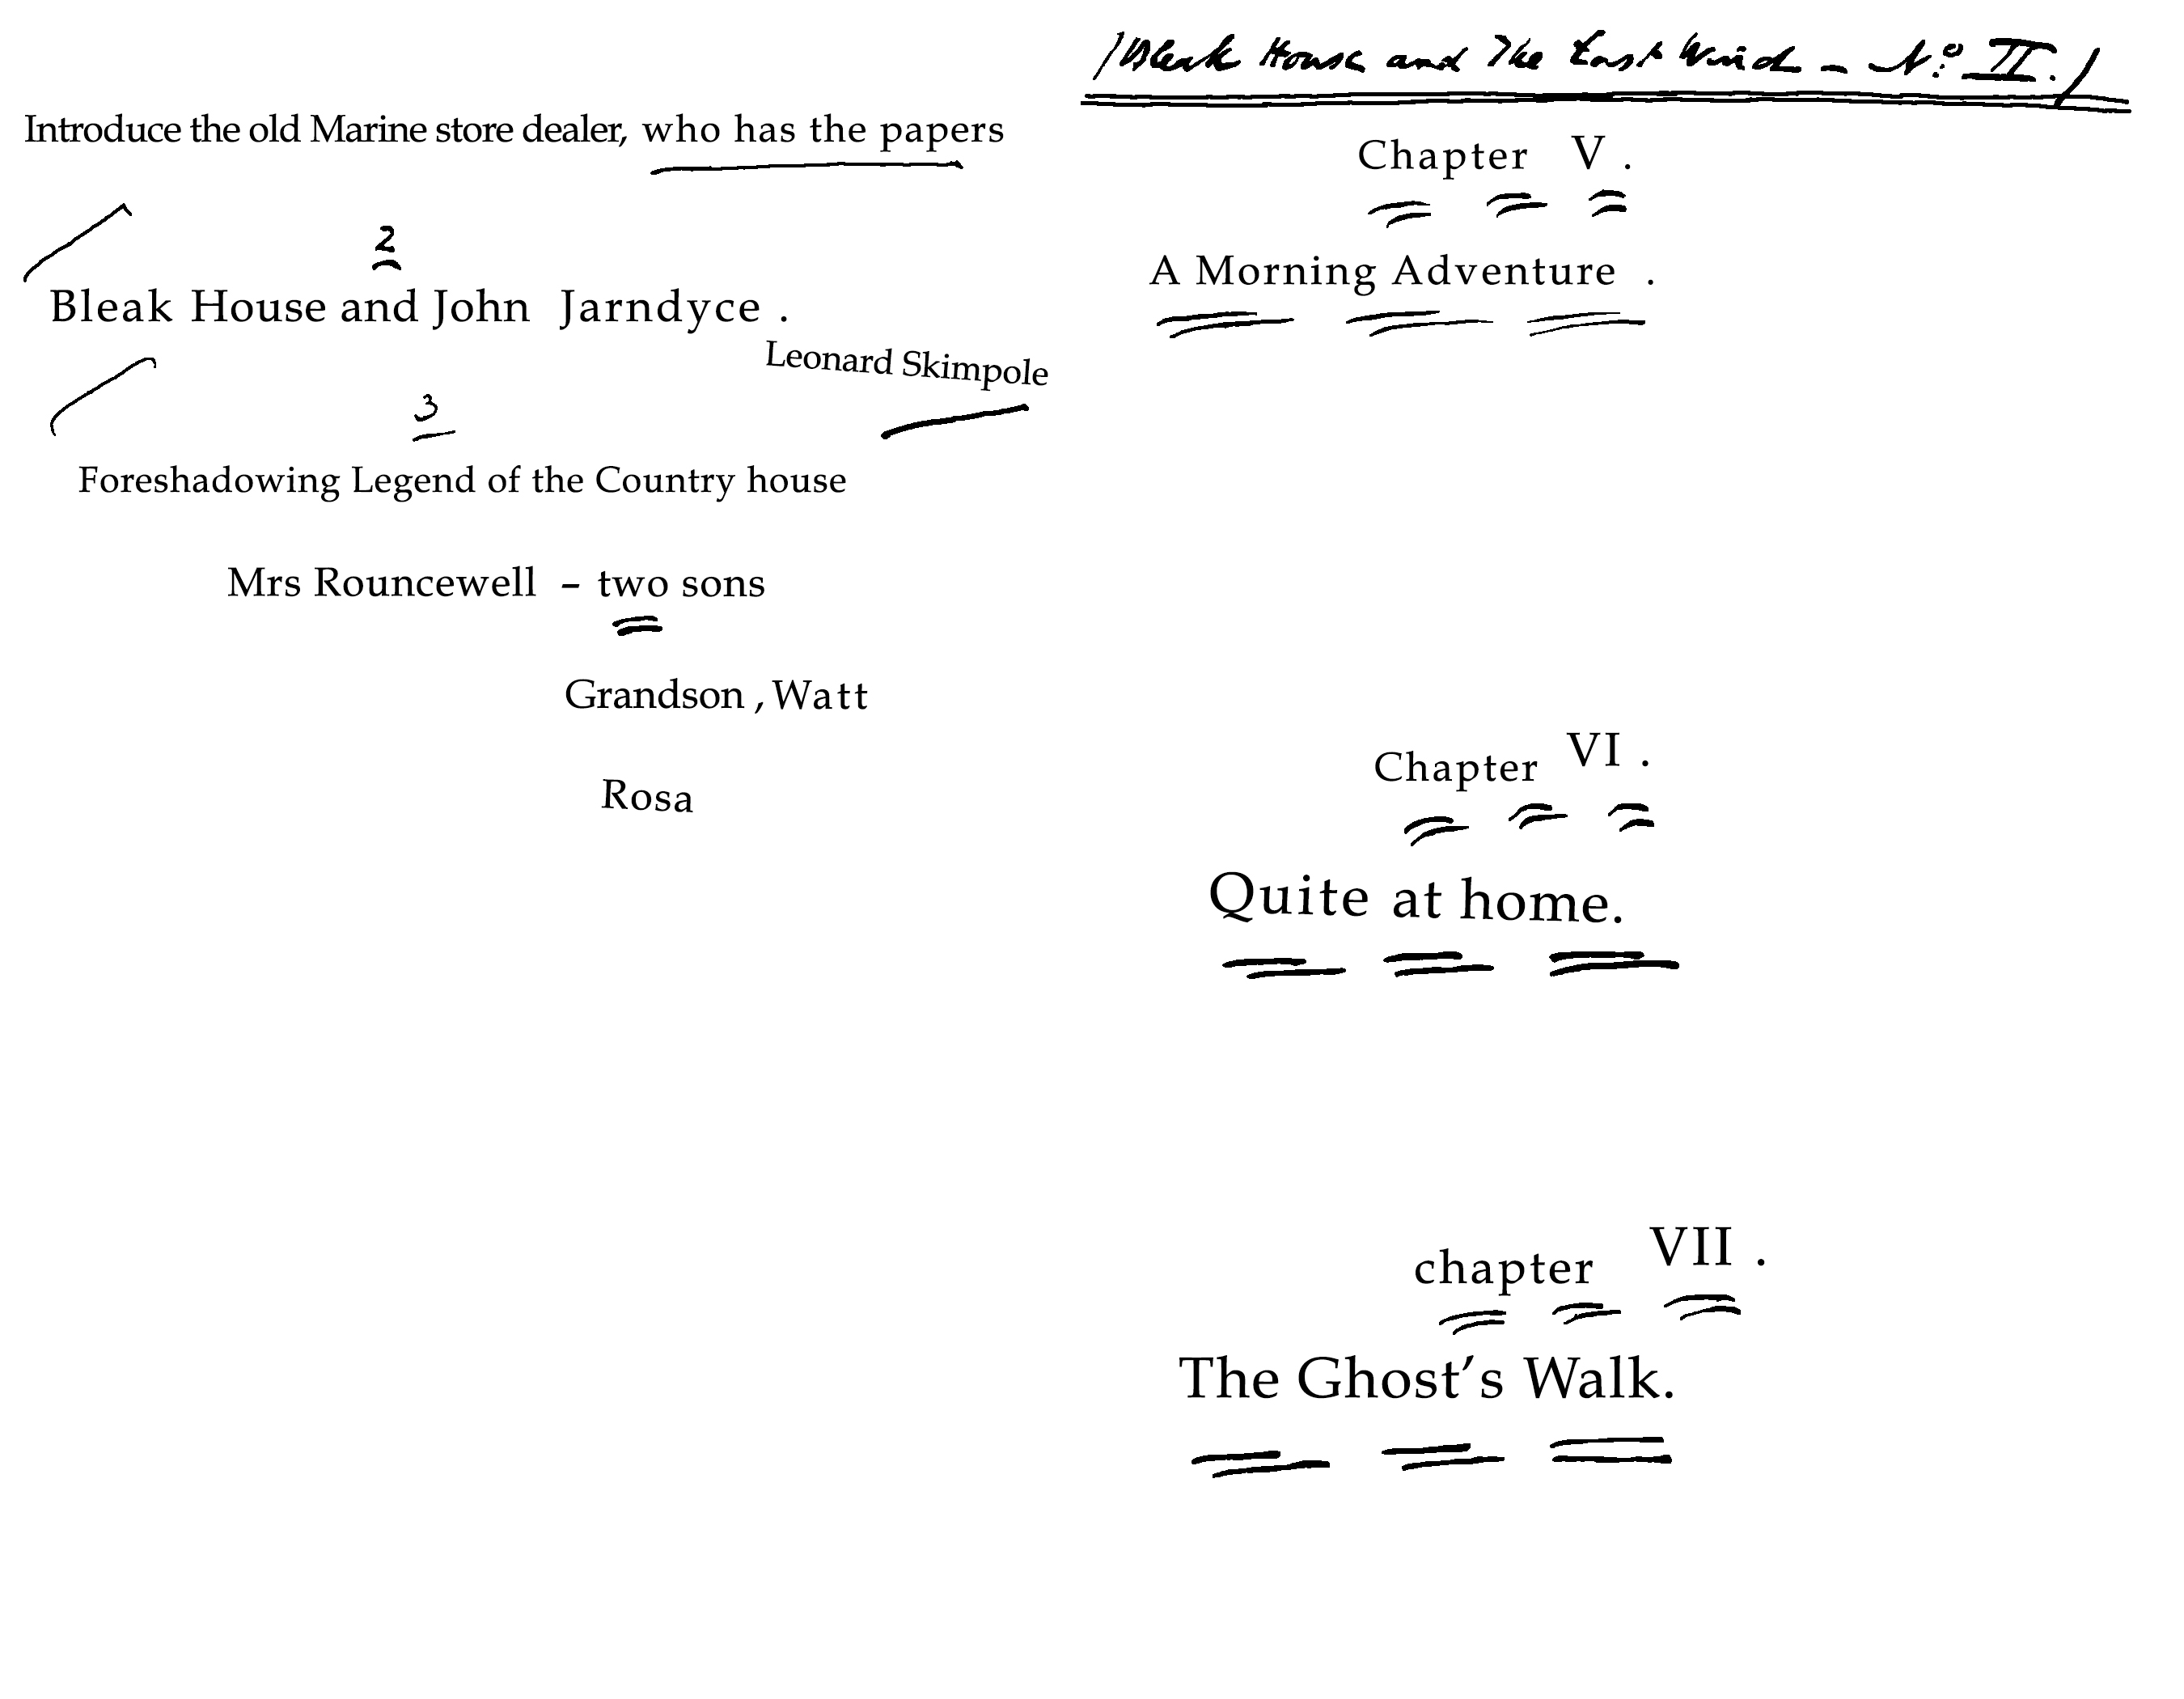 Introduce the old Marine store dealer, who has the papers
2
Bleak House and John Jarndyce .
Leonard Skimpole
3
Foreshadowing Legend of the Country house
Mrs Rouncewell – two sons
Grandson , Watt
Rosa
/Bleak House and The East Wind – No. II./
Chapter V .
A Morning Adventure .
Chapter VI .
Quite at home.
chapter VII .
The Ghost’s Walk.